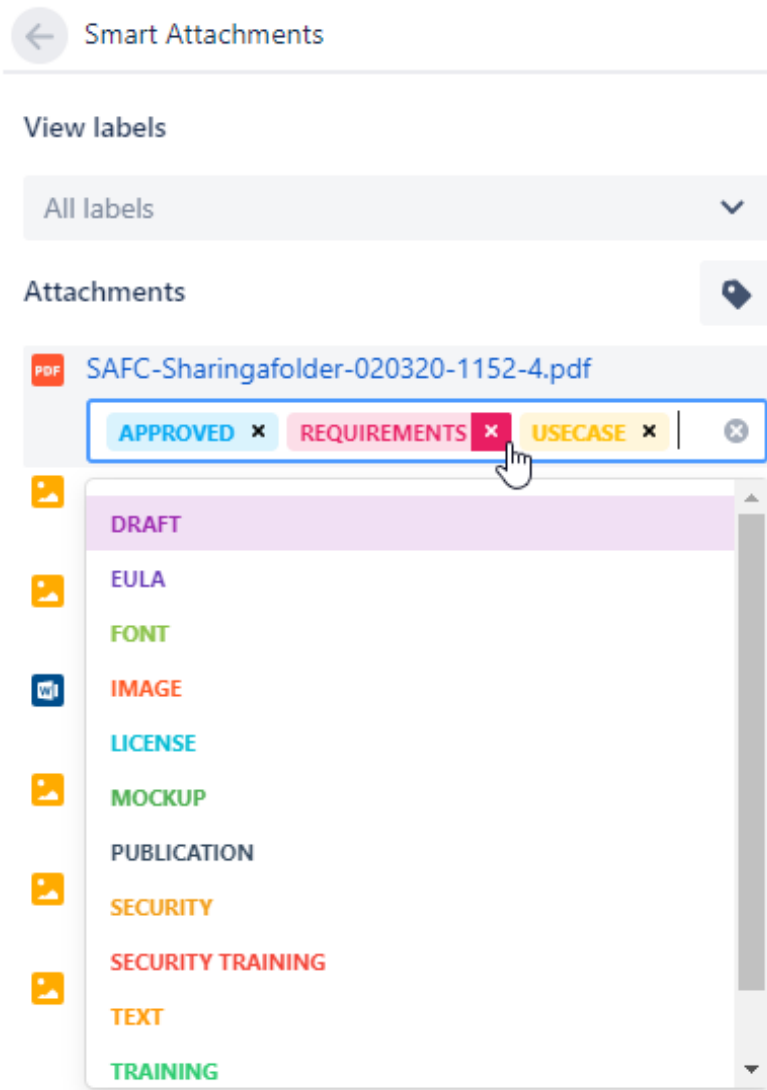 Smart Attachments
View labels
All labels
Attachments
PDF SAFC-Sharingafolder-020320-1152-4.pdf
APPROVED × REQUIREMENTS × USECASE ×
DRAFT
EULA
FONT
IMAGE
W LICENSE
MOCKUP
PUBLICATION
SECURITY
SECURITY TRAINING
TEXT
TRAINING